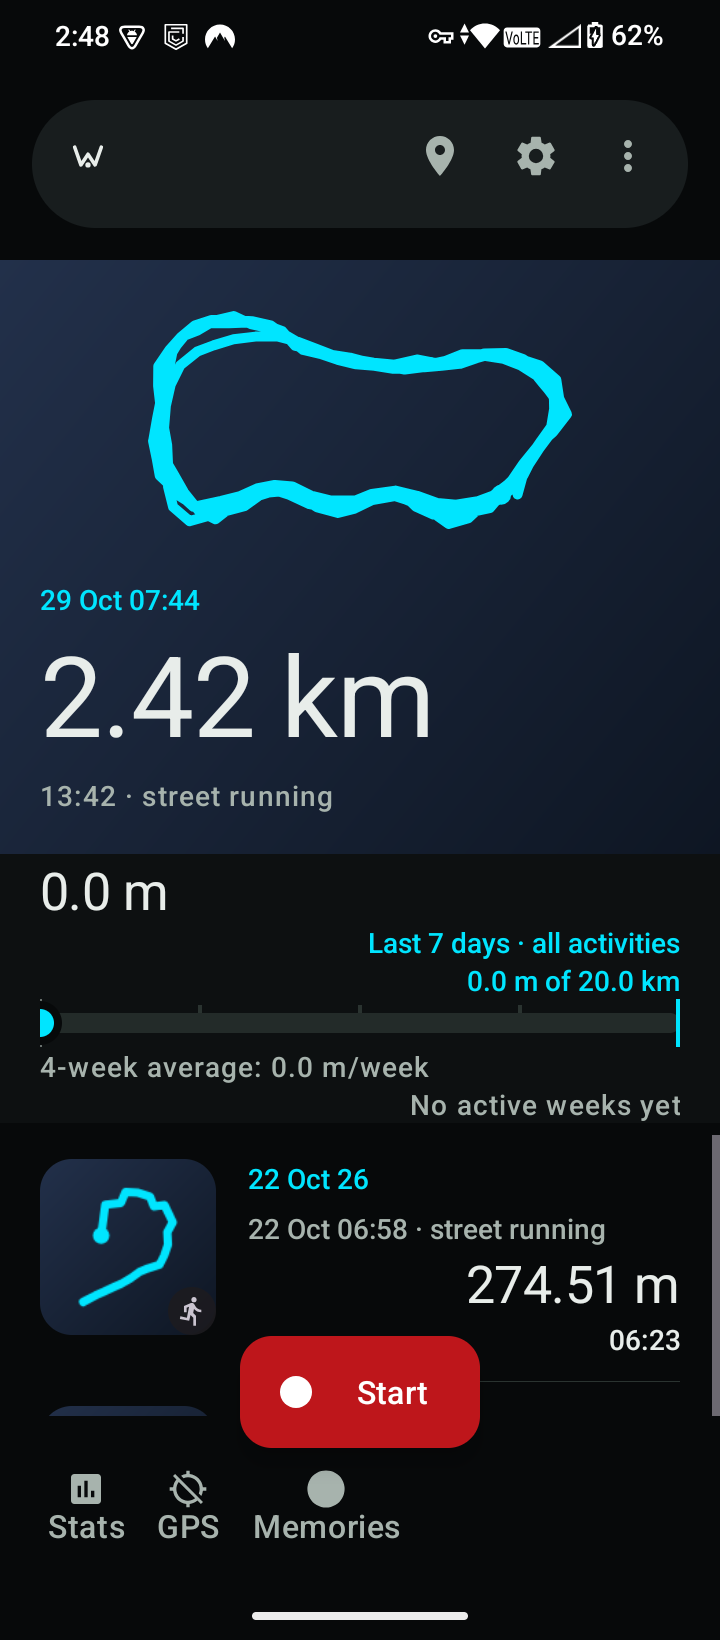 2:48
VoLTE
62%
29 Oct 07:44
2.42 km
13:42 · street running
0.0 m
Last 7 days · all activities
0.0 m of 20.0 km
4-week average: 0.0 m/week
No active weeks yet
22 Oct 26
22 Oct 06:58 · street running
274.51 m
06:23
Start
Stats
GPS
Memories